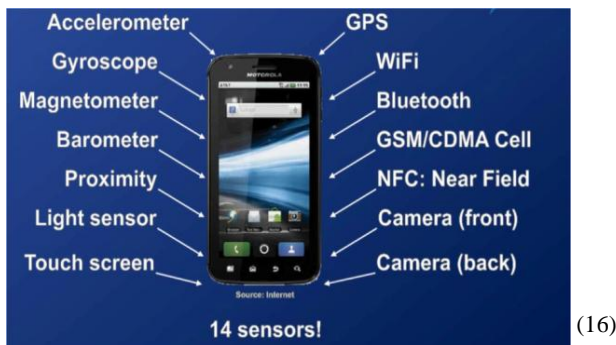 Accelerometer
GPS
Gyroscope
WiFi
Magnetometer
Bluetooth
Barometer
GSM/CDMA Cell
Proximity
NFC: Near Field
Light sensor
Camera (front)
Touch screen
Camera (back)
MOTOROLA
Source: Internet
14 sensors!
(16)